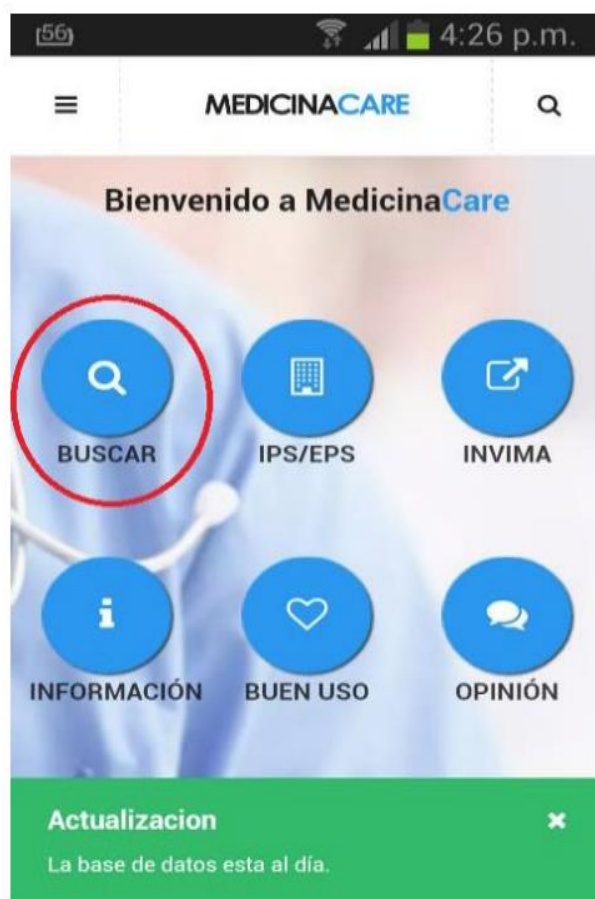 56
4:26 p.m.
MEDICINACARE
Bienvenido a MedicinaCare
BUSCAR
IPS/EPS
INVIMA
INFORMACIÓN
BUEN USO
OPINIÓN
Actualizacion
La base de datos esta al día.